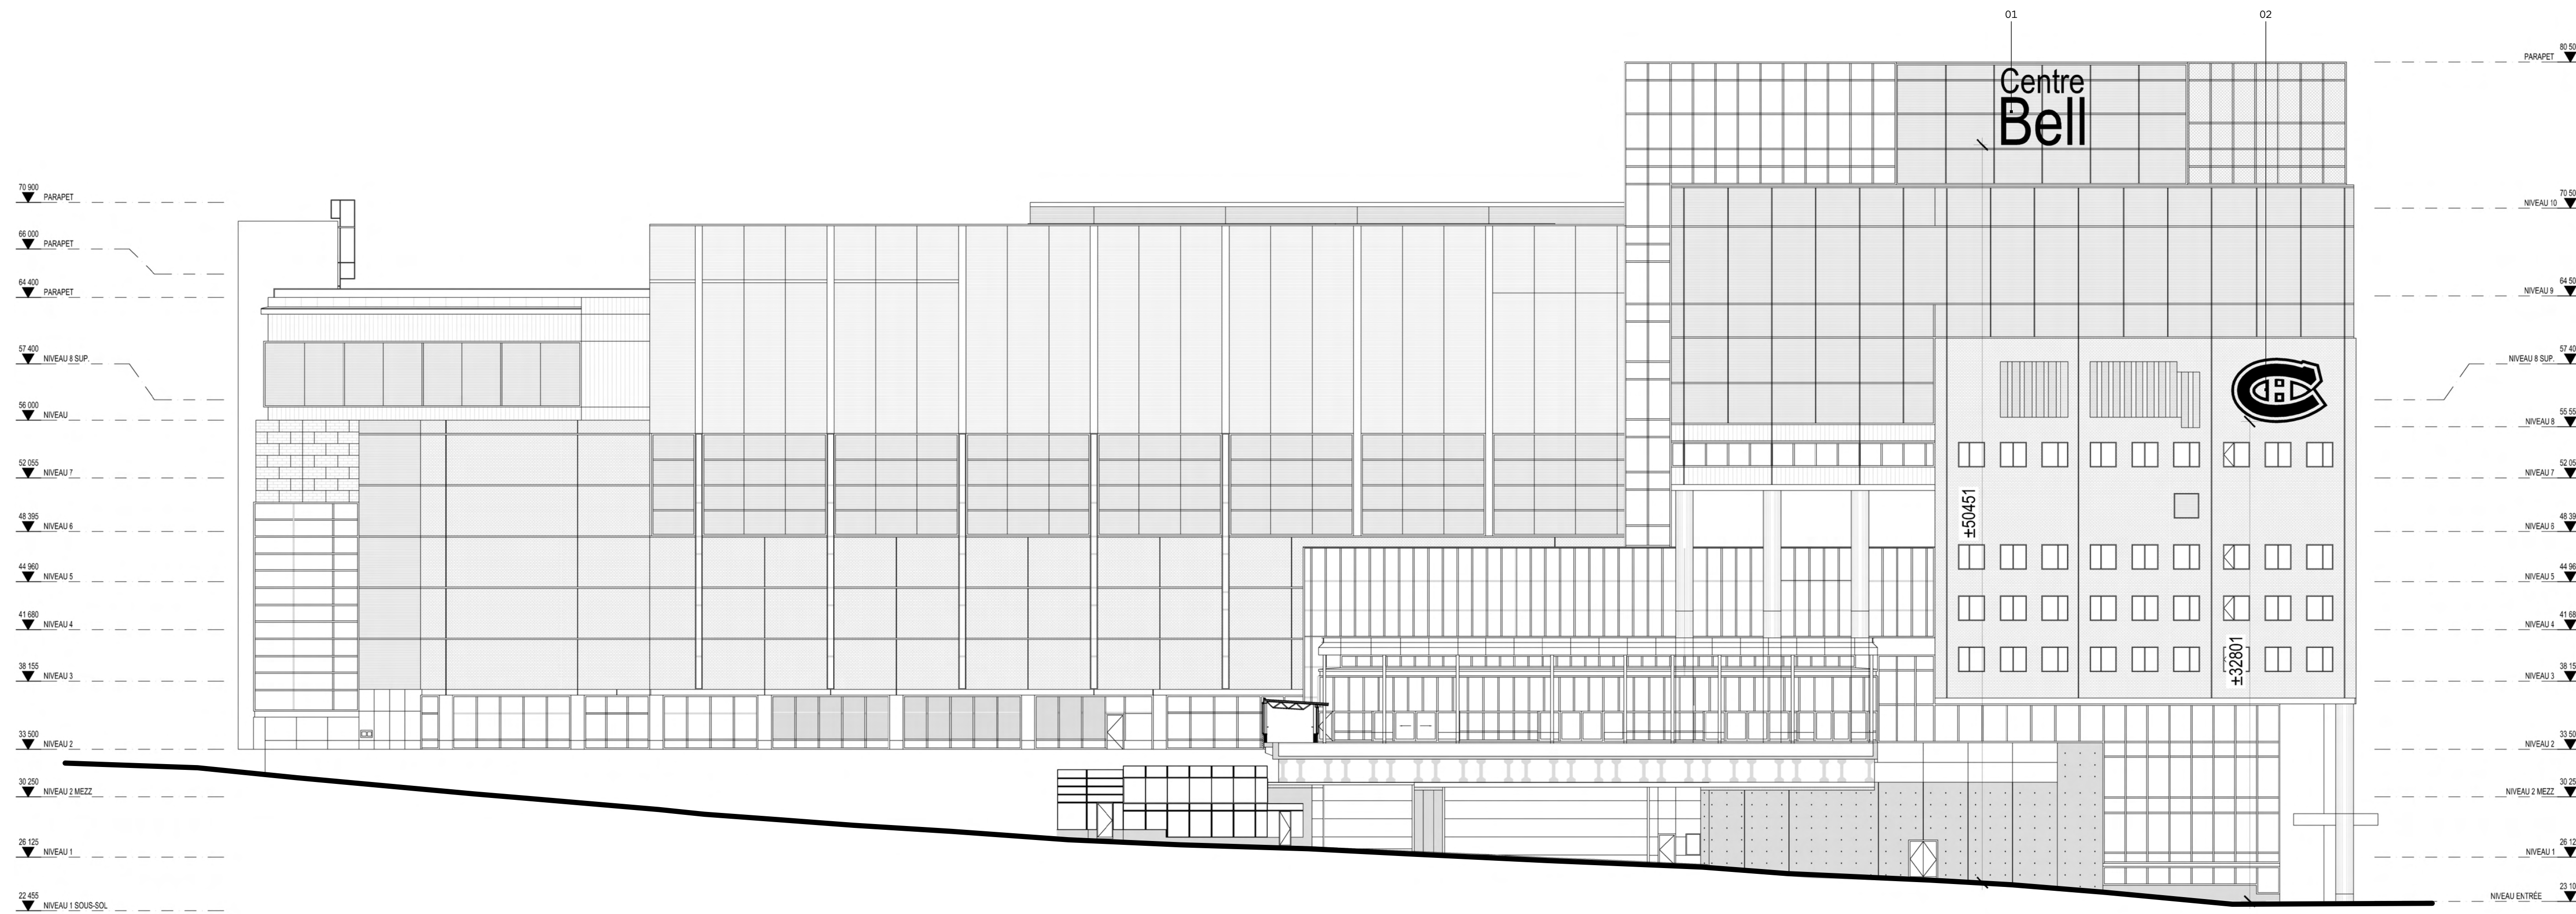 01
02
Centre
Bell
70 900
PARAPET
66 000
PARAPET
64 400
PARAPET
57 400
NIVEAU 8 SUP.
56 000
NIVEAU
52 055
NIVEAU 7
48 395
NIVEAU 6
44 960
NIVEAU 5
41 680
NIVEAU 4
38 155
NIVEAU 3
33 500
NIVEAU 2
30 250
NIVEAU 2 MEZZ
26 125
NIVEAU 1
22 455
NIVEAU 1 SOUS-SOL
±50451
±32801
80 50
PARAPET
70 50
NIVEAU 10
64 50
NIVEAU 9
57 40
NIVEAU 8 SUP.
55 55
NIVEAU 8
52 05
NIVEAU 7
48 39
NIVEAU 6
44 96
NIVEAU 5
41 68
NIVEAU 4
38 15
NIVEAU 3
33 50
NIVEAU 2
30 25
NIVEAU 2 MEZZ
26 12
NIVEAU 1
23 10
NIVEAU ENTRÉE